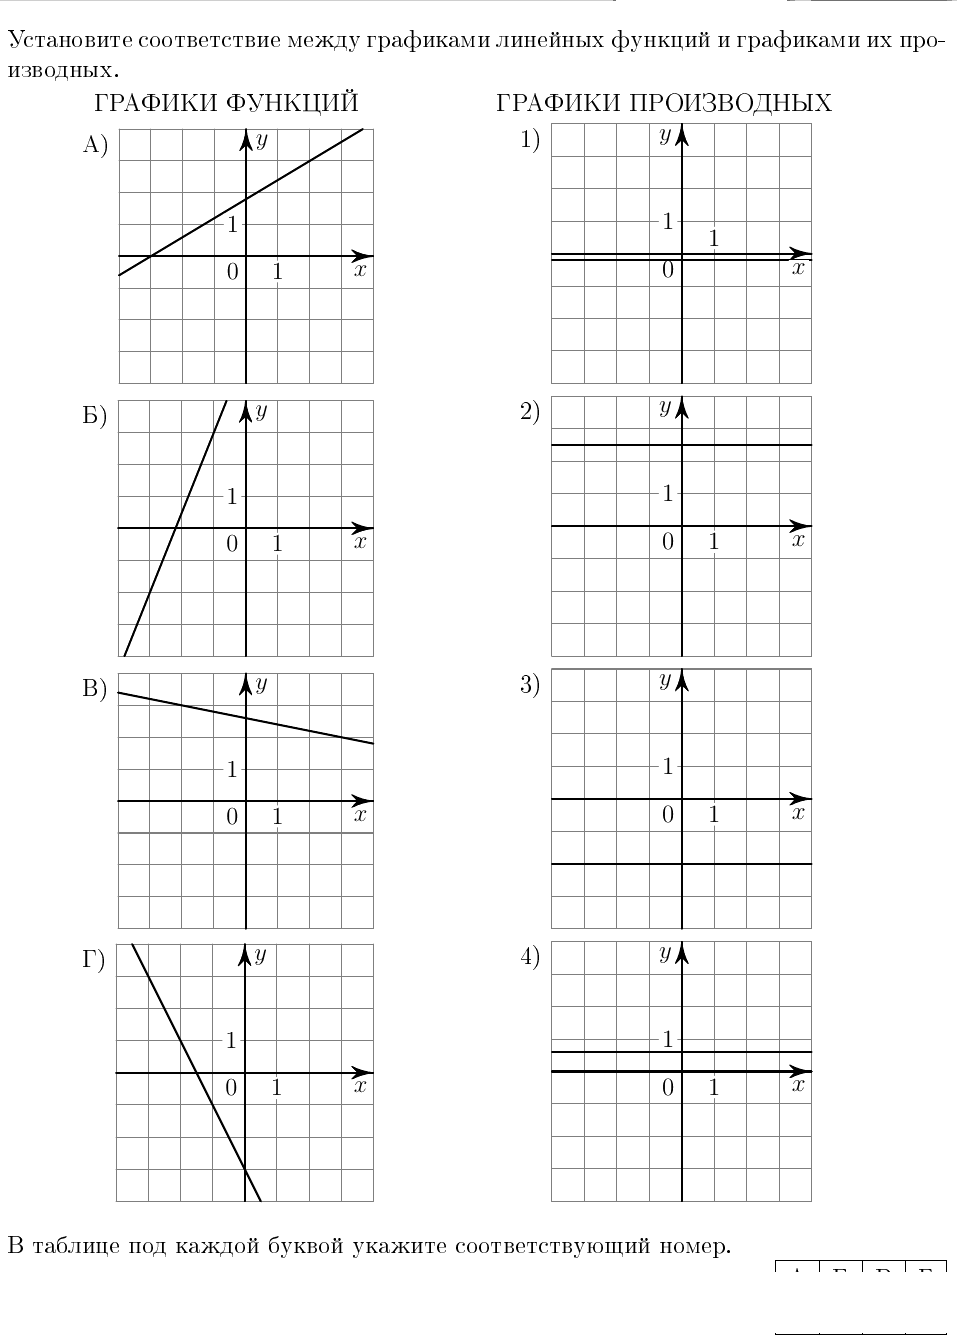 Установите соответствие между графиками линейных функций и графиками их про-
изводных.
ГРАФИКИ ФУНКЦИЙ
ГРАФИКИ ПРОИЗВОДНЫХ
А)
y
1
0
1
x
1)
y
1
1
0
x
Б)
y
1
0
1
x
2)
y
1
0
1
x
В)
y
1
0
1
x
3)
y
1
0
1
x
Г)
y
1
0
1
x
4)
y
1
0
1
x
В таблице под каждой буквой укажите соответствующий номер.